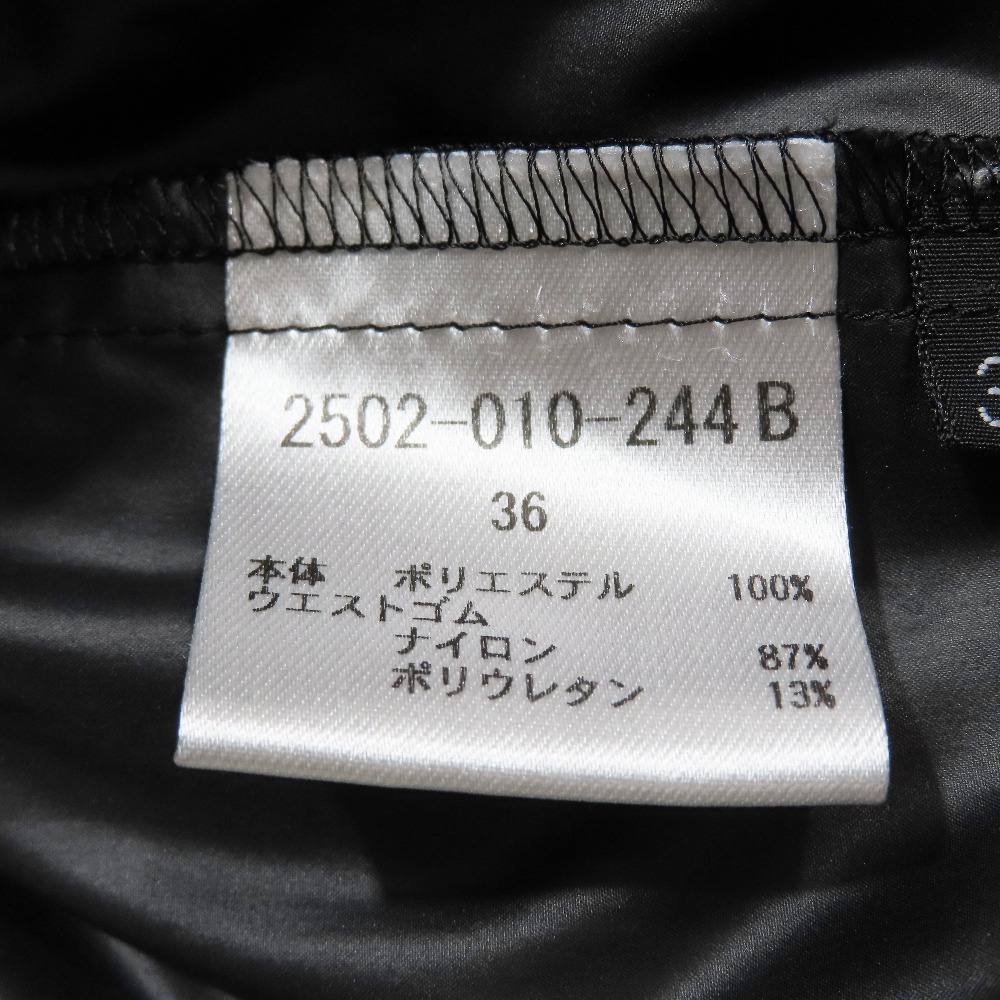 2502-010-244 B
36
本体 ポリエステル 100%
ウエストゴム
ナイロン 87%
ポリウレタン 13%